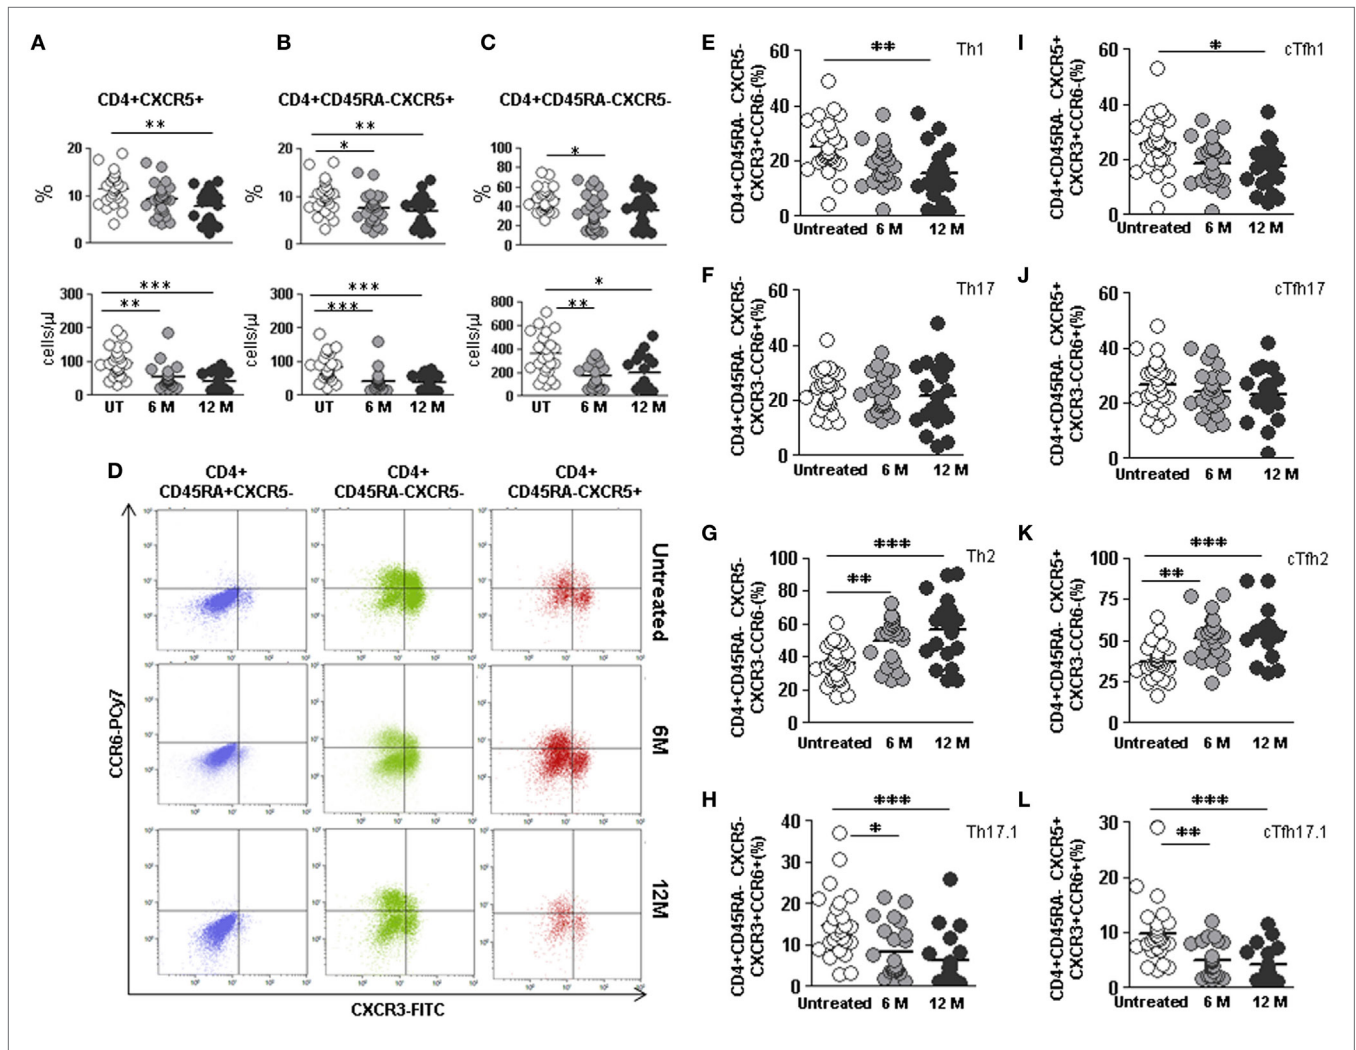 A
CD4+CXCR5+
**
20
10
0
%
300
200
100
0
cells/µl
***
**
UT 6 M 12 M
B
CD4+CD45RA-CXCR5+
**
*
20
10
0
%
300
200
100
0
cells/µl
***
***
UT 6 M 12 M
C
CD4+CD45RA-CXCR5-
*
100
80
60
40
20
0
%
800
600
400
200
0
*
**
UT 6 M 12 M
D
CD4+
CD45RA+CXCR5-
CD4+
CD45RA-CXCR5-
CD4+
CD45RA-CXCR5+
Untreated
6M
12M
CCR6-PCy7
CXCR3-FITC
E
Th1
**
CD4+CD45RA- CXCR5-
CXCR3+CCR6-(%)
60
40
20
0
Untreated 6 M 12 M
F
Th17
CD4+CD45RA- CXCR5-
CXCR3-CCR6+(%)
60
40
20
0
Untreated 6 M 12 M
G
Th2
***
**
CD4+CD45RA- CXCR5-
CXCR3-CCR6-(%)
100
80
60
40
20
0
Untreated 6 M 12 M
H
Th17.1
***
*
CD4+CD45RA- CXCR5-
CXCR3+CCR6+(%)
40
30
20
10
0
Untreated 6 M 12 M
I
cTfh1
*
CD4+CD45RA- CXCR5+
CXCR3+CCR6-(%)
60
40
20
0
Untreated 6 M 12 M
J
cTfh17
CD4+CD45RA- CXCR5+
CXCR3-CCR6+(%)
60
40
20
0
Untreated 6 M 12 M
K
cTfh2
***
**
CD4+CD45RA- CXCR5+
CXCR3-CCR6-(%)
100
75
50
25
0
Untreated 6 M 12 M
L
cTfh17.1
***
**
CD4+CD45RA- CXCR5+
CXCR3+CCR6+(%)
30
20
10
0
Untreated 6 M 12 M